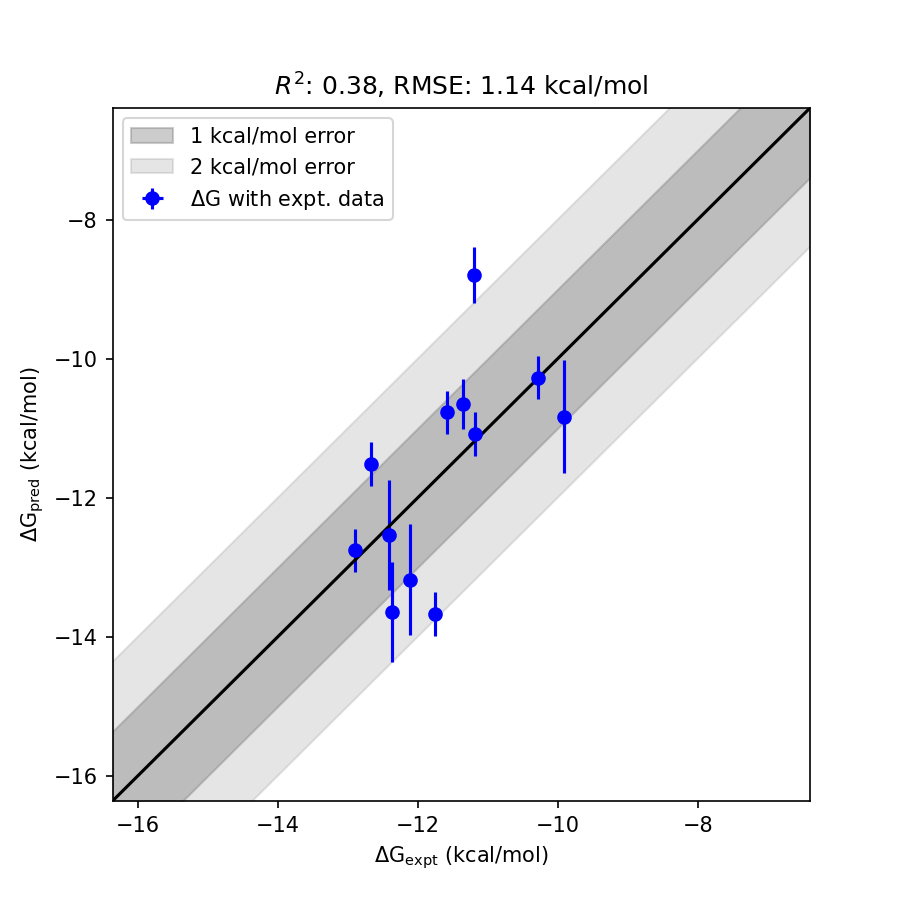 R²: 0.38, RMSE: 1.14 kcal/mol
1 kcal/mol error
2 kcal/mol error
ΔG with expt. data
−8
−10
−12
−14
−16
ΔGpred (kcal/mol)
−16 −14 −12 −10 −8
ΔGexpt (kcal/mol)